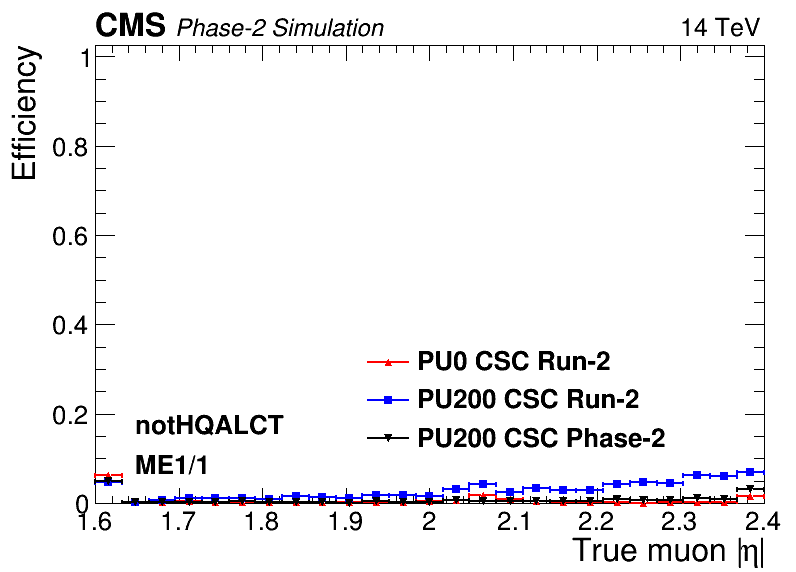 CMS Phase-2 Simulation 14 TeV
Efficiency
1
0.8
0.6
0.4
0.2
0
PU0 CSC Run-2
PU200 CSC Run-2
PU200 CSC Phase-2
notHQALCT
ME1/1
1.6 1.7 1.8 1.9 2 2.1 2.2 2.3 2.4
True muon |η|